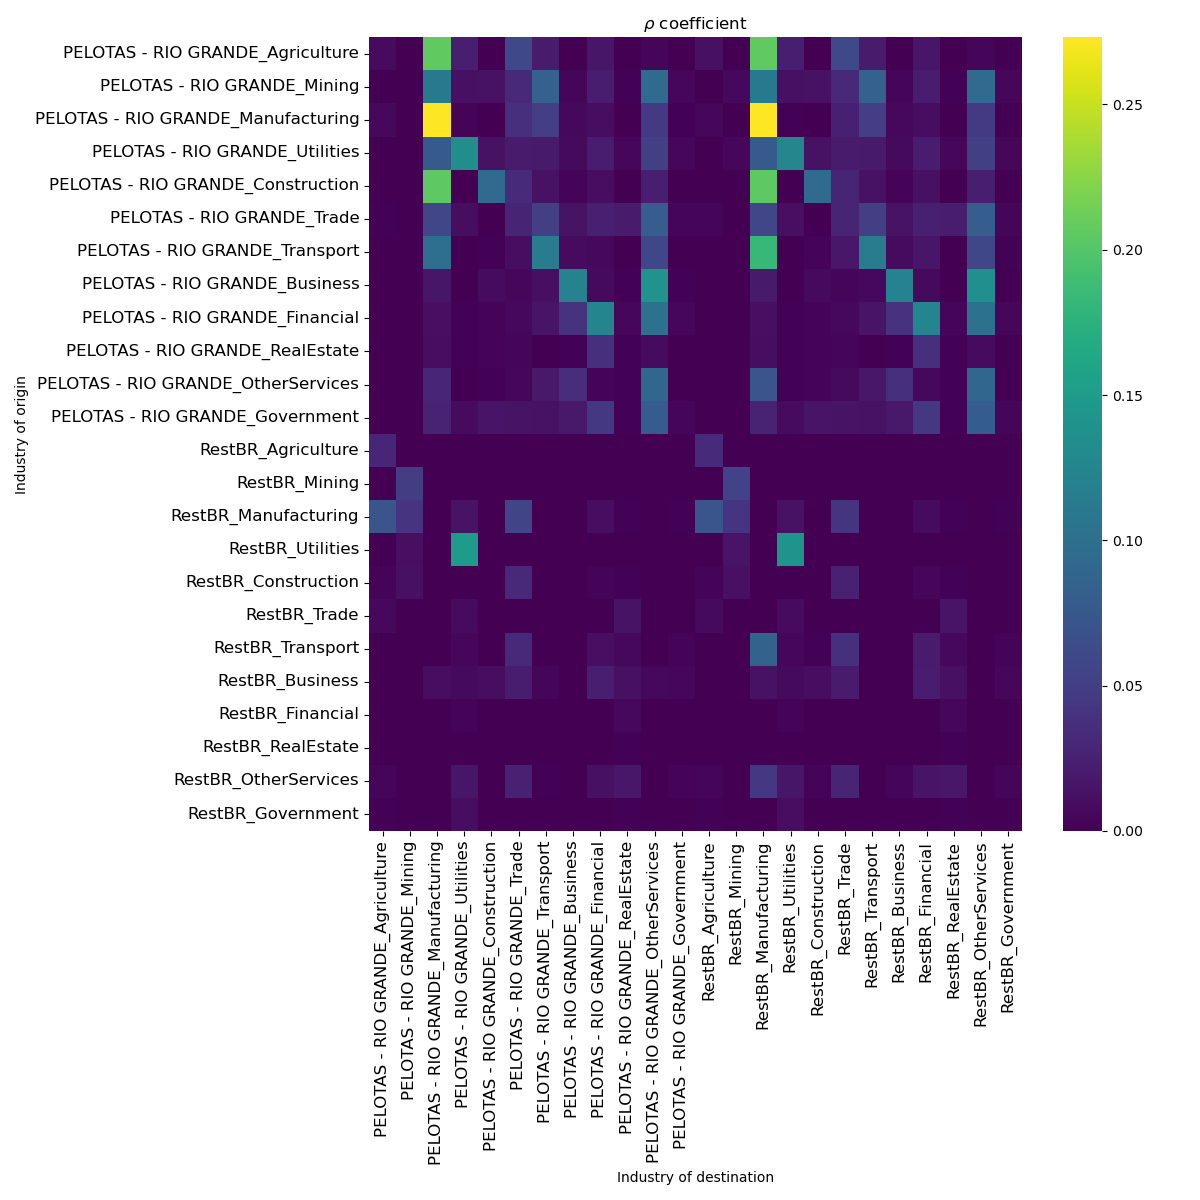 ρ coefficient
PELOTAS - RIO GRANDE_Agriculture
PELOTAS - RIO GRANDE_Mining
PELOTAS - RIO GRANDE_Manufacturing
PELOTAS - RIO GRANDE_Utilities
PELOTAS - RIO GRANDE_Construction
PELOTAS - RIO GRANDE_Trade
PELOTAS - RIO GRANDE_Transport
PELOTAS - RIO GRANDE_Business
PELOTAS - RIO GRANDE_Financial
PELOTAS - RIO GRANDE_RealEstate
PELOTAS - RIO GRANDE_OtherServices
PELOTAS - RIO GRANDE_Government
RestBR_Agriculture
RestBR_Mining
RestBR_Manufacturing
RestBR_Utilities
RestBR_Construction
RestBR_Trade
RestBR_Transport
RestBR_Business
RestBR_Financial
RestBR_RealEstate
RestBR_OtherServices
RestBR_Government
Industry of origin
PELOTAS - RIO GRANDE_Agriculture
PELOTAS - RIO GRANDE_Mining
PELOTAS - RIO GRANDE_Manufacturing
PELOTAS - RIO GRANDE_Utilities
PELOTAS - RIO GRANDE_Construction
PELOTAS - RIO GRANDE_Trade
PELOTAS - RIO GRANDE_Transport
PELOTAS - RIO GRANDE_Business
PELOTAS - RIO GRANDE_Financial
PELOTAS - RIO GRANDE_RealEstate
PELOTAS - RIO GRANDE_OtherServices
PELOTAS - RIO GRANDE_Government
RestBR_Agriculture
RestBR_Mining
RestBR_Manufacturing
RestBR_Utilities
RestBR_Construction
RestBR_Trade
RestBR_Transport
RestBR_Business
RestBR_Financial
RestBR_RealEstate
RestBR_OtherServices
RestBR_Government
Industry of destination
0.25
0.20
0.15
0.10
0.05
0.00